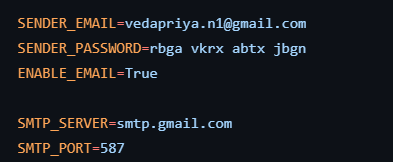 SENDER_EMAIL=vedapriya.n1@gmail.com
SENDER_PASSWORD=rbga vkrx abtx jbgn
ENABLE_EMAIL=True
SMTP_SERVER=smtp.gmail.com
SMTP_PORT=587